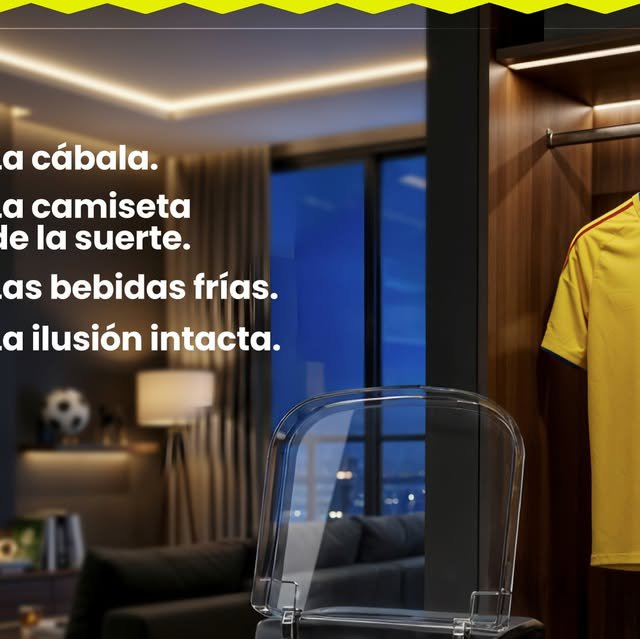 a cábala.
a camiseta
de la suerte.
as bebidas frías.
a ilusión intacta.